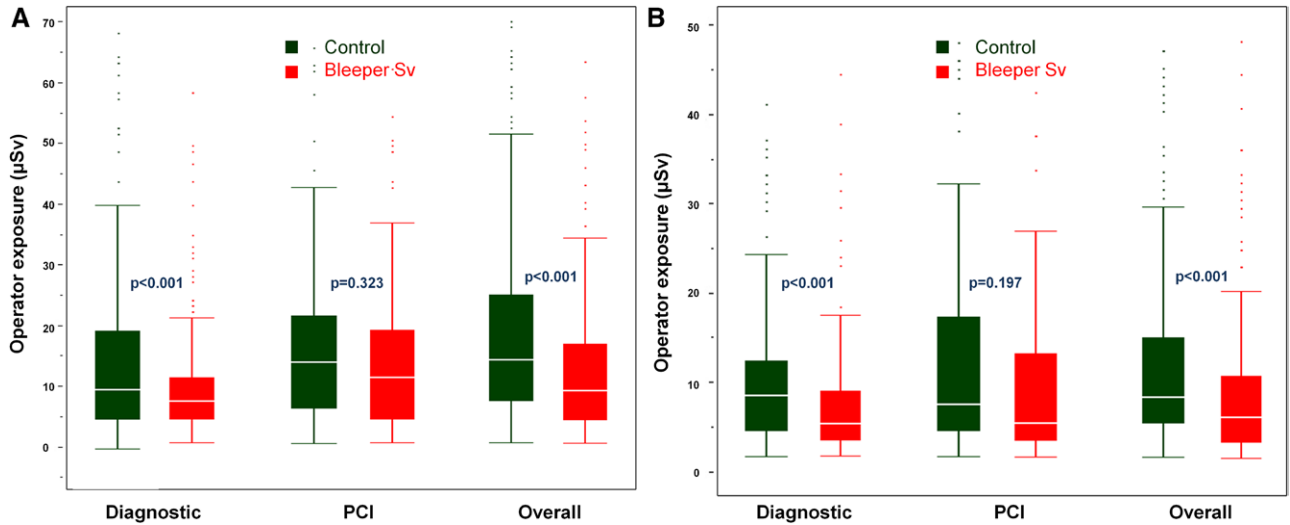 A
Operator exposure (μSv)
70
60
50
40
30
20
10
0
Control
Bleeper Sv
p<0.001
p=0.323
p<0.001
Diagnostic
PCI
Overall
B
Operator exposure (μSv)
50
40
30
20
10
0
Control
Bleeper Sv
p<0.001
p=0.197
p<0.001
Diagnostic
PCI
Overall